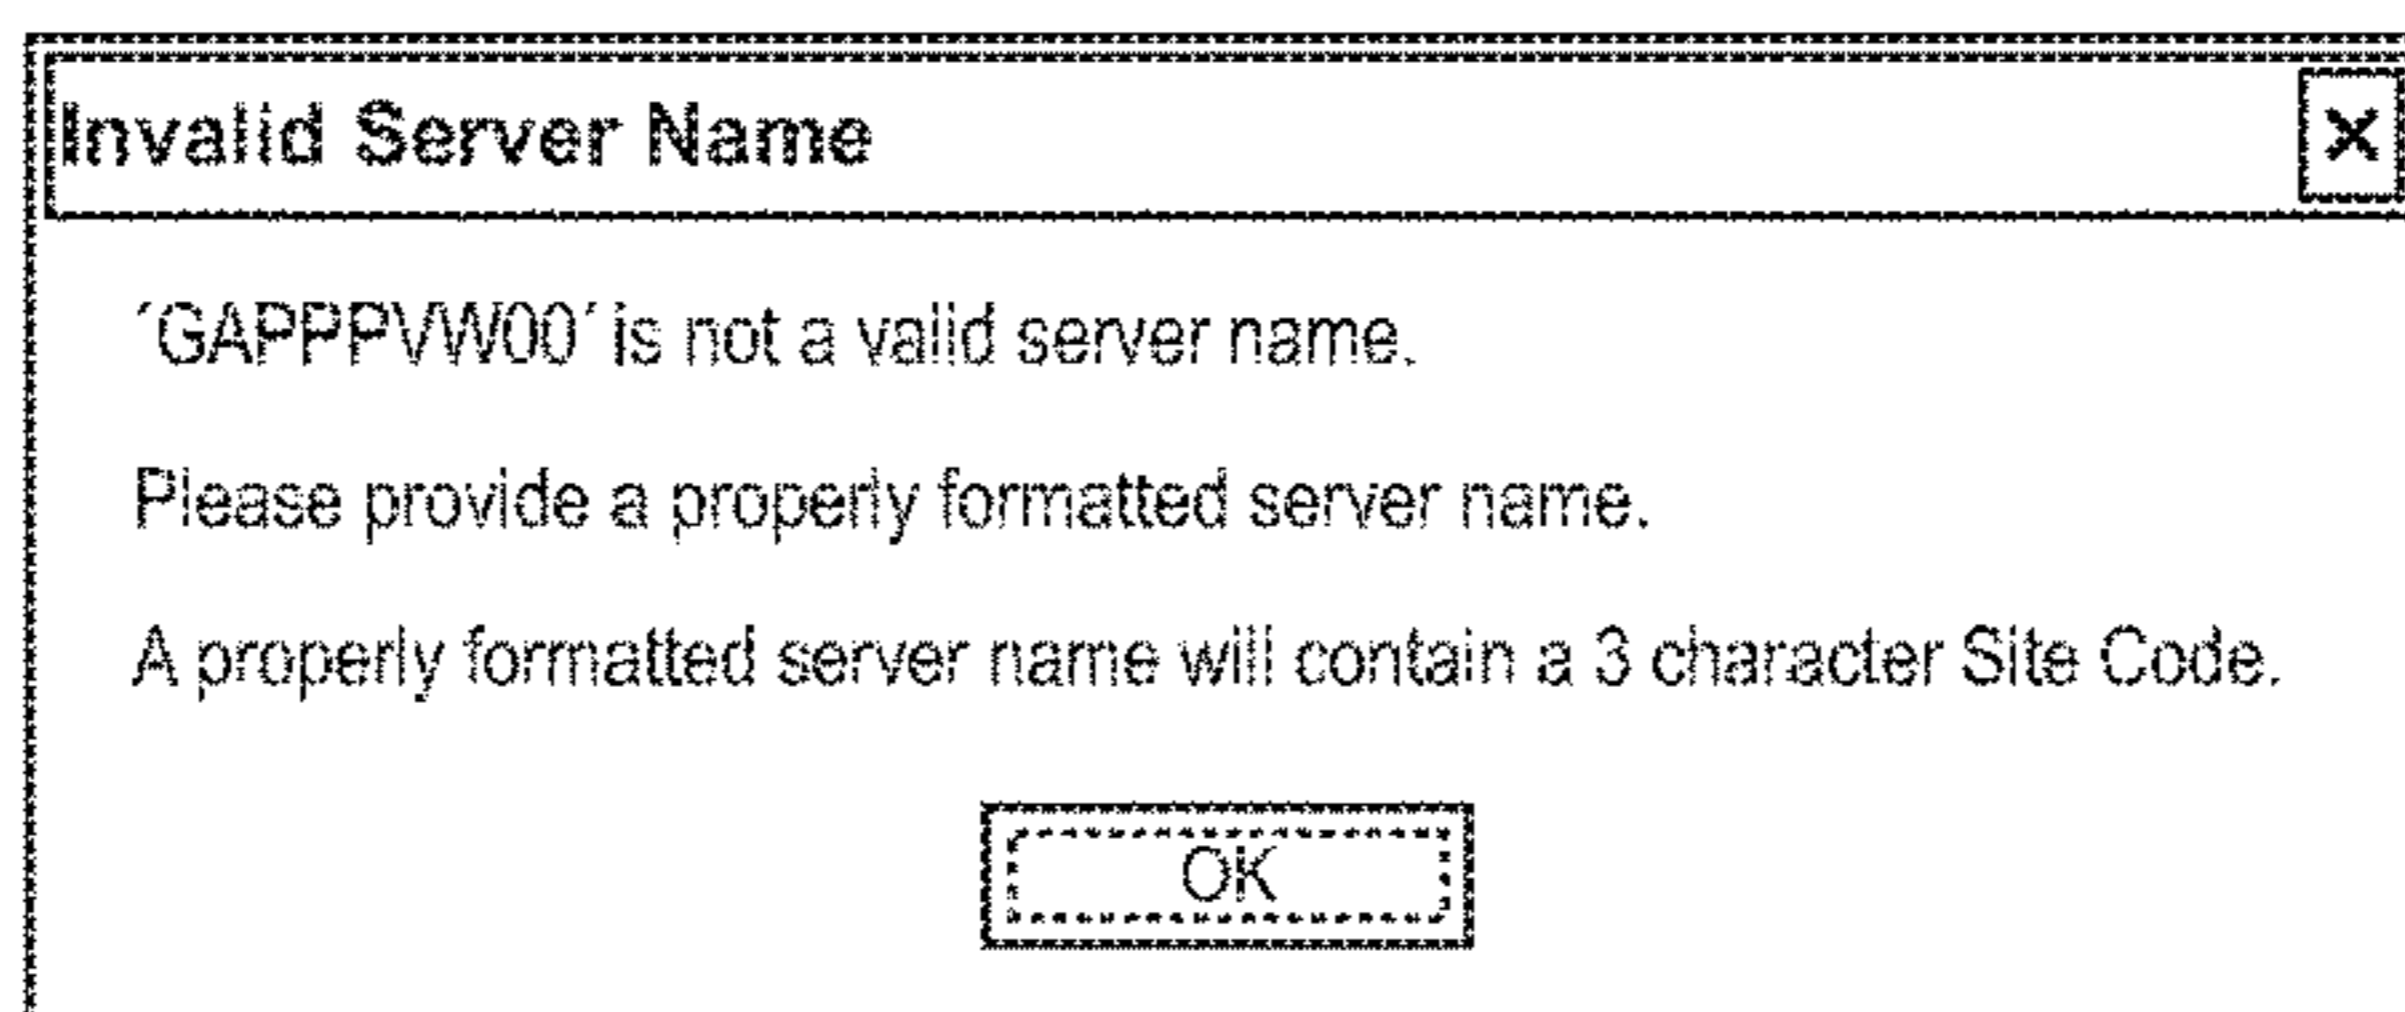 Invalid Server Name
×
´GAPPPVW00´ is not a valid server name.
Please provide a properly formatted server name.
A properly formatted server name will contain a 3 character Site Code.
OK